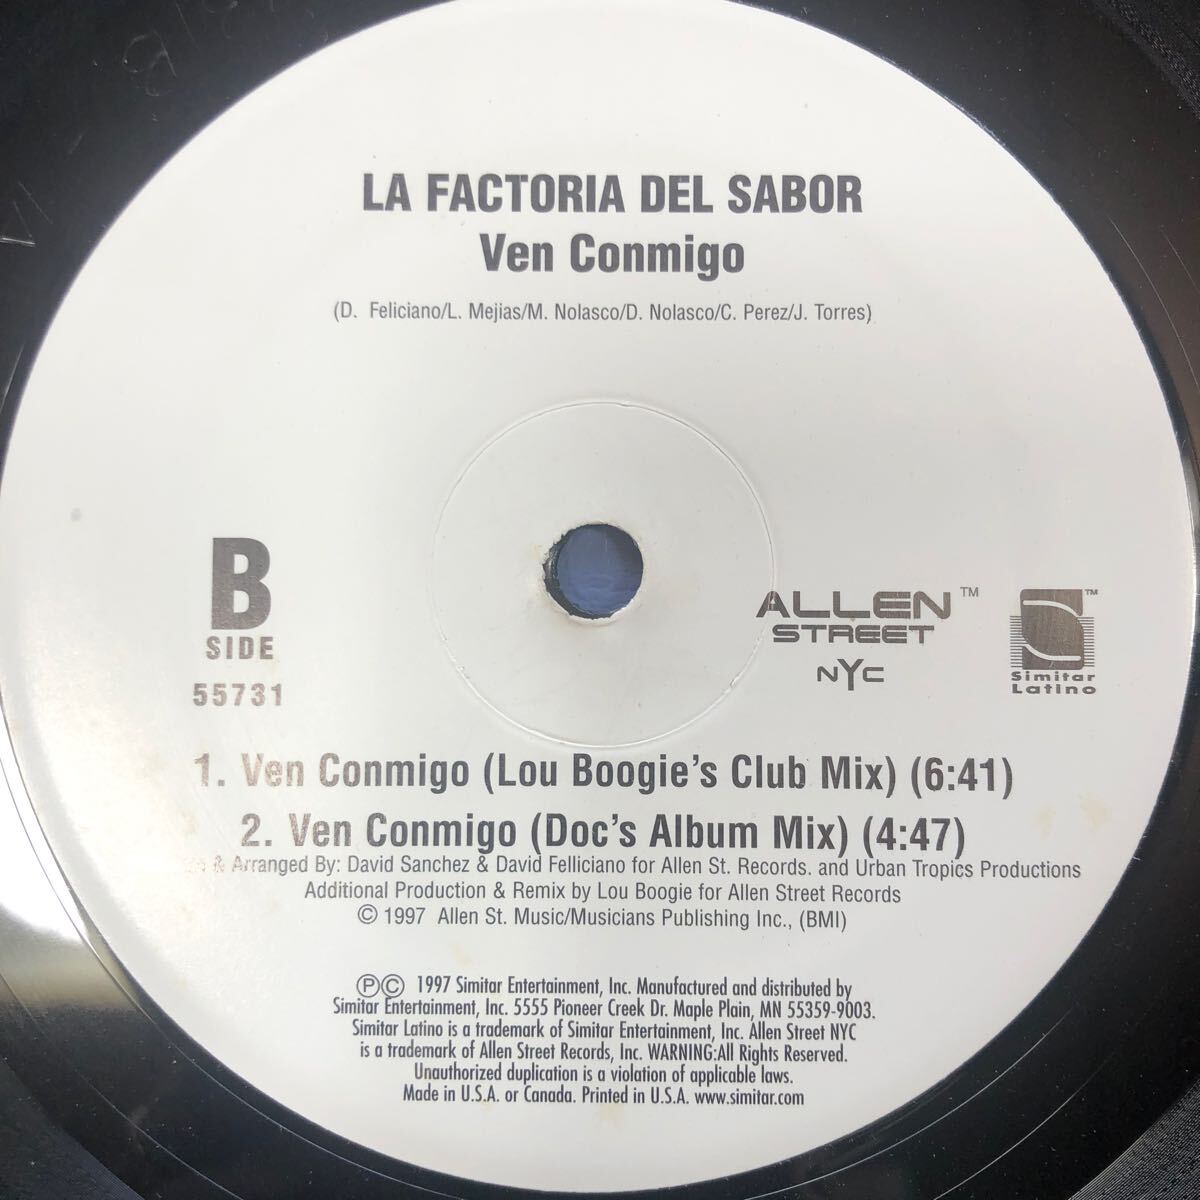 LA FACTORIA DEL SABOR
Ven Conmigo
(D. Feliciano/L. Mejias/M. Nolasco/D. Nolasco/C. Perez/J. Torres)
B
SIDE
55731
ALLEN™
STREET
NYC
™
Simitar
Latino
1. Ven Conmigo (Lou Boogie's Club Mix) (6:41)
2. Ven Conmigo (Doc's Album Mix) (4:47)
& Arranged By: David Sanchez & David Felliciano for Allen St. Records. and Urban Tropics Productions
Additional Production & Remix by Lou Boogie for Allen Street Records
© 1997 Allen St. Music/Musicians Publishing Inc., (BMI)
℗© 1997 Simitar Entertainment, Inc. Manufactured and distributed by
Simitar Entertainment, Inc. 5555 Pioneer Creek Dr. Maple Plain, MN 55359-9003.
Simitar Latino is a trademark of Simitar Entertainment, Inc. Allen Street NYC
is a trademark of Allen Street Records, Inc. WARNING:All Rights Reserved.
Unauthorized duplication is a violation of applicable laws.
Made in U.S.A. or Canada. Printed in U.S.A. www.simitar.com